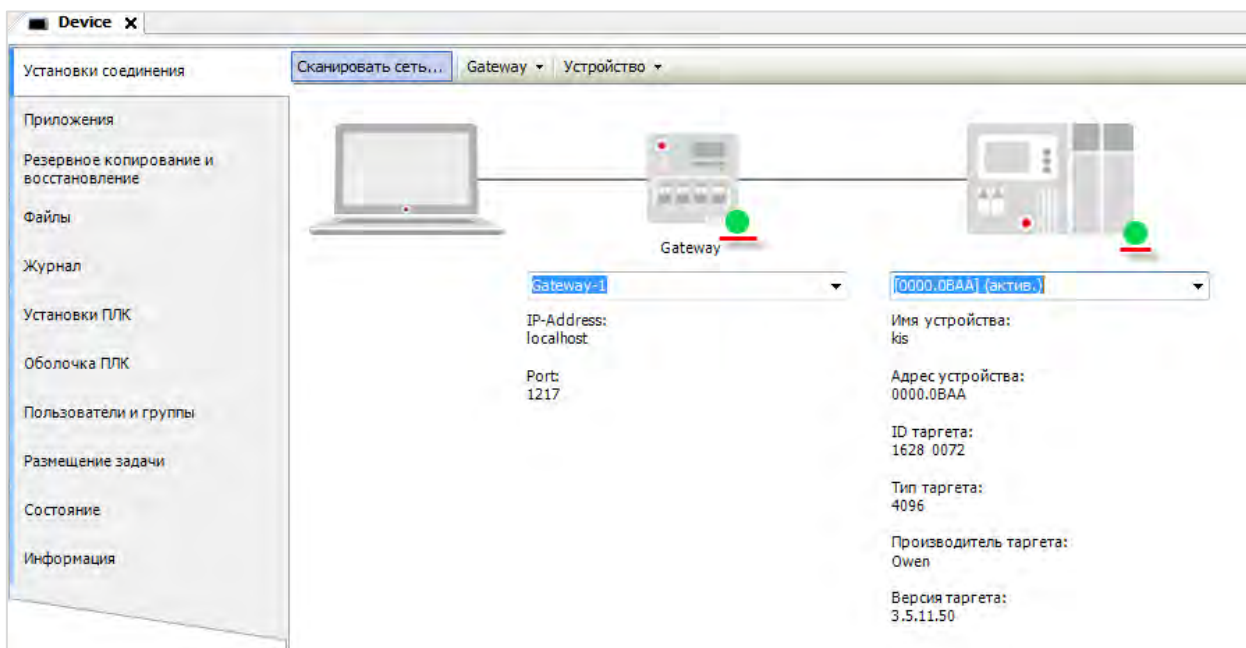 Device X
Установки соединения
Сканировать сеть... Gateway Устройство
Приложения
Резервное копирование и
восстановление
Файлы
Журнал
Установки ПЛК
Оболочка ПЛК
Пользователи и группы
Размещение задачи
Состояние
Информация
Gateway
Gateway-1
IP-Address:
localhost
Port:
1217
[0000.0BAA] (актив.)
Имя устройства:
kis
Адрес устройства:
0000.0BAA
ID таргета:
1628 0072
Тип таргета:
4096
Производитель таргета:
Owen
Версия таргета:
3.5.11.50